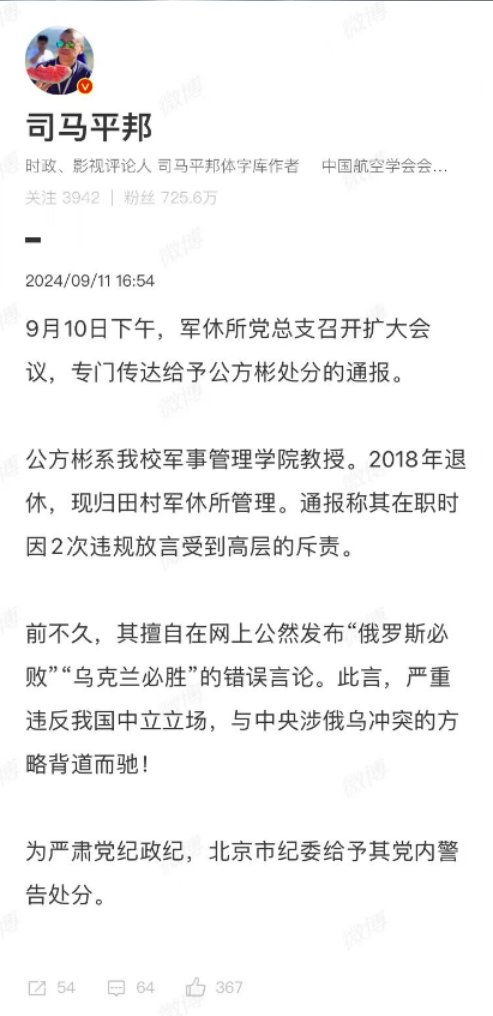 司马平邦
时政、影视评论人 司马平邦体字库作者 中国航空学会会...
关注 3942 | 粉丝 725.6万
2024/09/11 16:54
9月10日下午，军休所党总支召开扩大会
议，专门传达给予公方彬处分的通报。
公方彬系我校军事管理学院教授。2018年退
休，现归田村军休所管理。通报称其在职时
因2次违规放言受到高层的斥责。
前不久，其擅自在网上公然发布“俄罗斯必
败”“乌克兰必胜”的错误言论。此言，严重
违反我国中立立场，与中央涉俄乌冲突的方
略背道而驰！
为严肃党纪政纪，北京市纪委给予其党内警
告处分。
54 64 367
微博